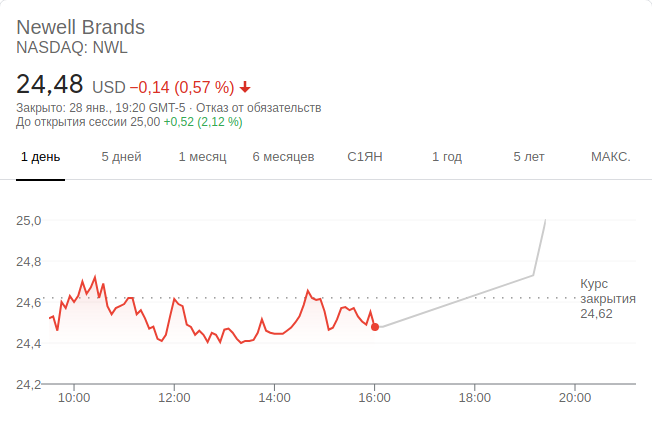 Newell Brands
NASDAQ: NWL
24,48 USD −0,14 (0,57 %)
Закрыто: 28 янв., 19:20 GMT-5 · Отказ от обязательств
До открытия сессии 25,00 +0,52 (2,12 %)
1 день 5 дней 1 месяц 6 месяцев С1ЯН 1 год 5 лет МАКС.
25,0
24,8
24,6
24,4
24,2
Курс
закрытия
24,62
10:00 12:00 14:00 16:00 18:00 20:00